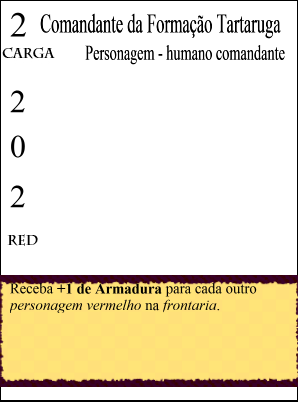 2 Comandante da Formação Tartaruga
CARGA Personagem - humano comandante
2
0
2
RED
Receba +1 de Armadura para cada outro
personagem vermelho na frontaria.